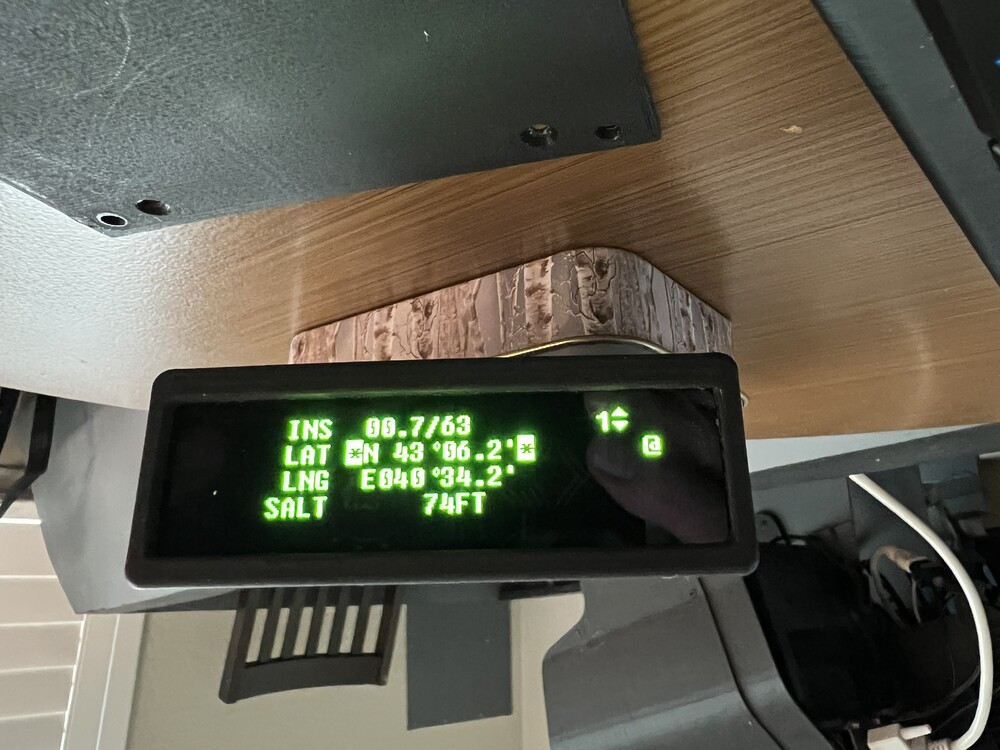 INS 00.7/63 1
LAT *N 43°06.2'*
LNG E040°34.2'
SALT 74FT